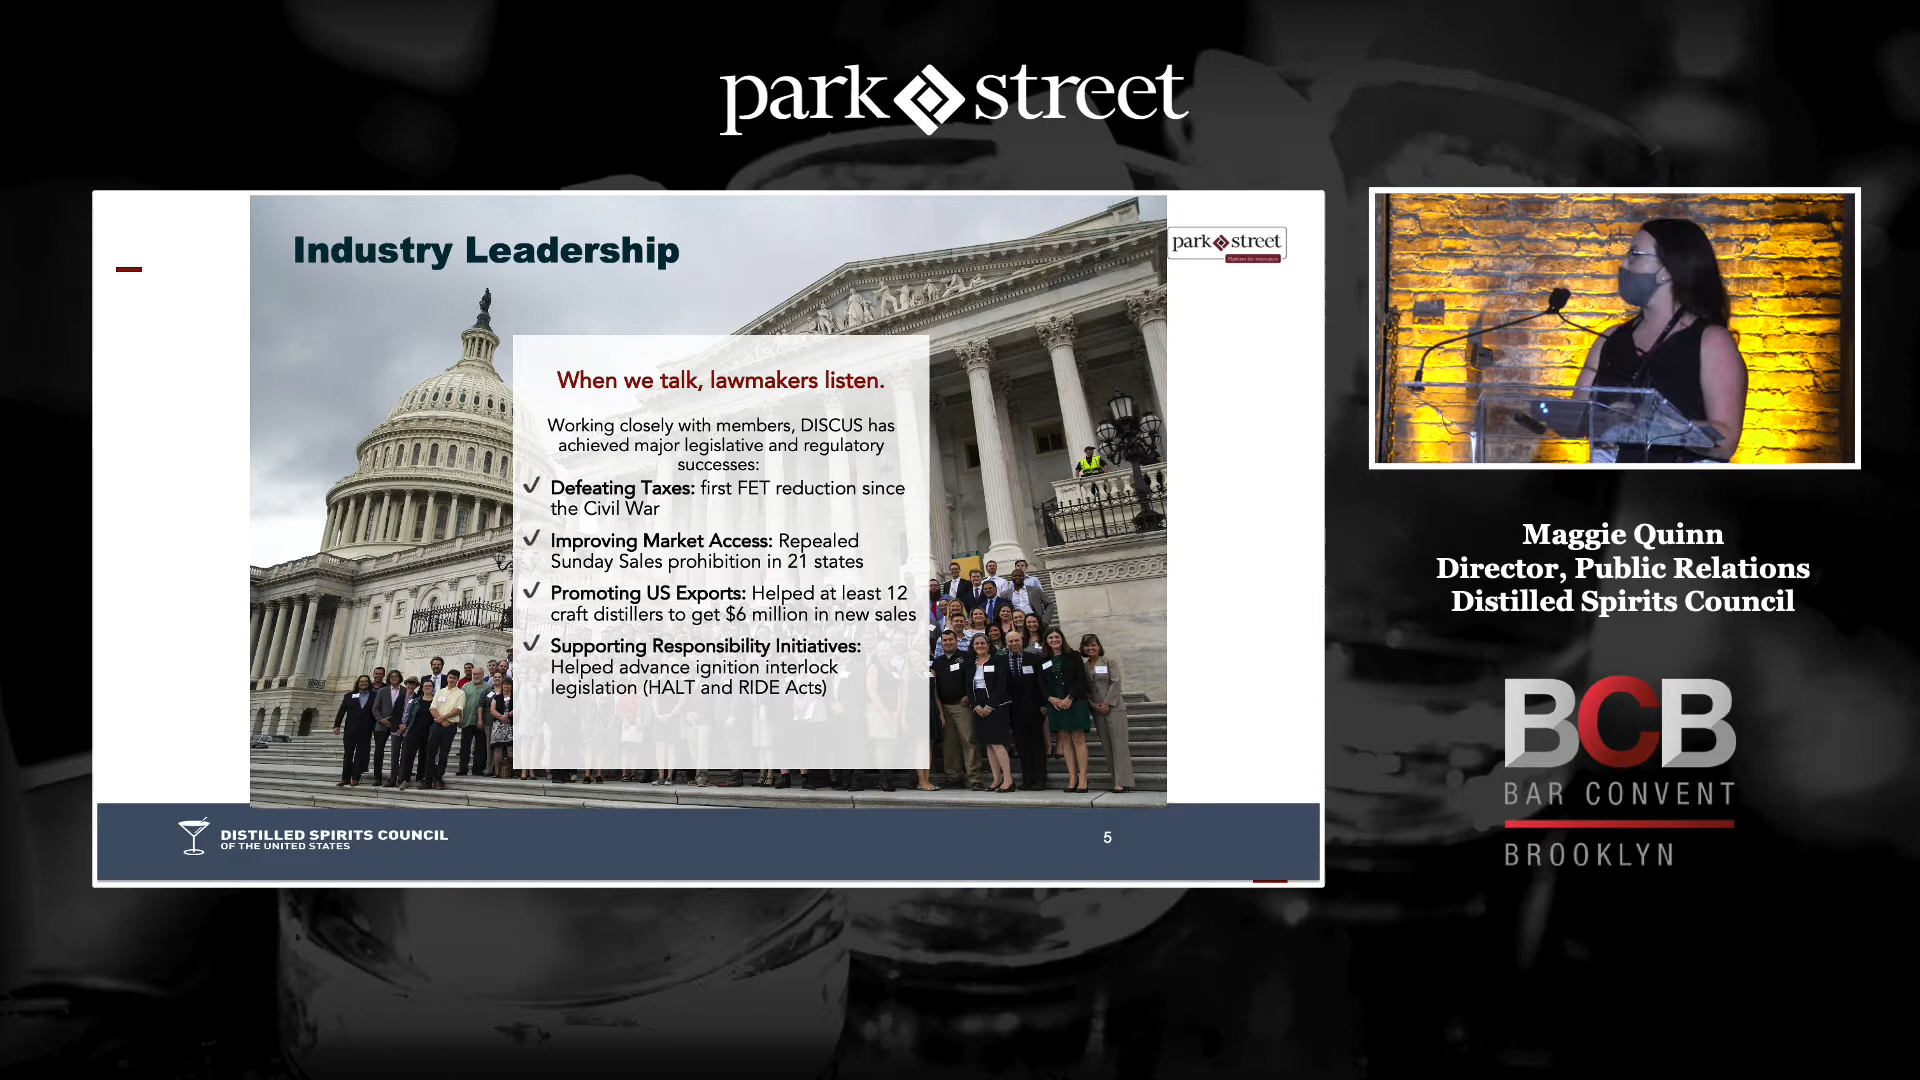 park street
Industry Leadership
park street
Platform for Innovation
When we talk, lawmakers listen.
Working closely with members, DISCUS has
achieved major legislative and regulatory
successes:
✓ Defeating Taxes: first FET reduction since
the Civil War
✓ Improving Market Access: Repealed
Sunday Sales prohibition in 21 states
✓ Promoting US Exports: Helped at least 12
craft distillers to get $6 million in new sales
✓ Supporting Responsibility Initiatives:
Helped advance ignition interlock
legislation (HALT and RIDE Acts)
DISTILLED SPIRITS COUNCIL
OF THE UNITED STATES
5
Maggie Quinn
Director, Public Relations
Distilled Spirits Council
BCB
BAR CONVENT
BROOKLYN